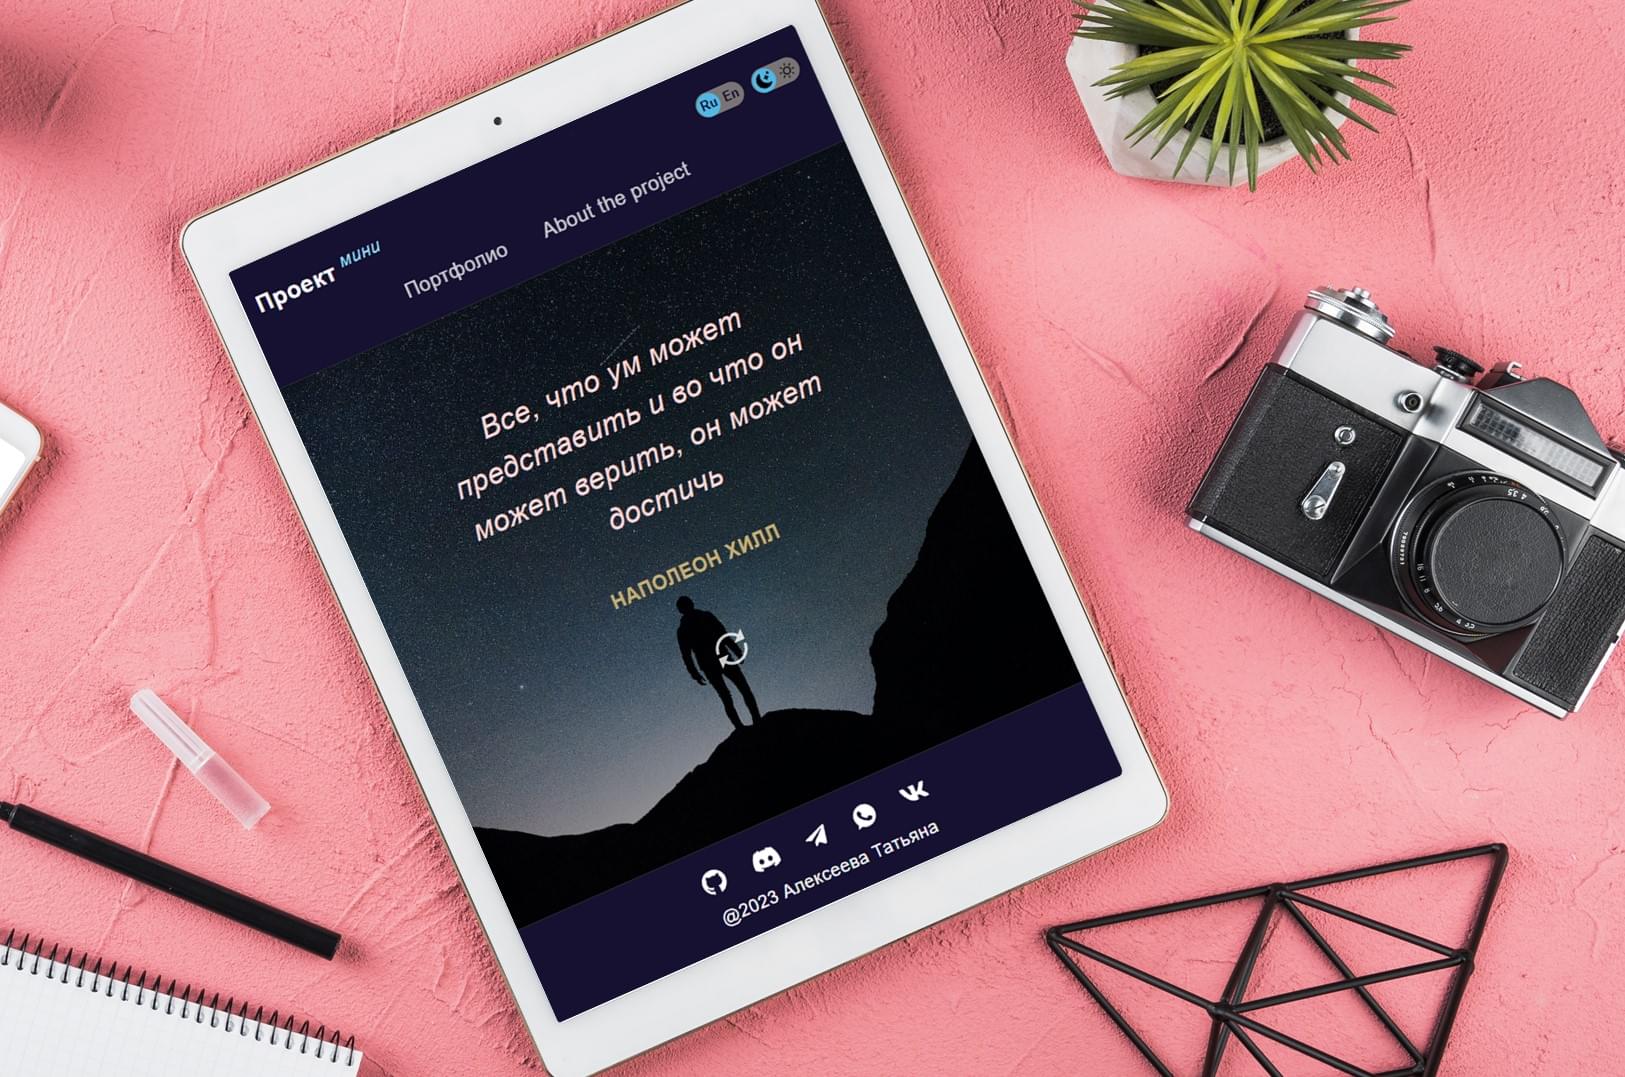 Ru En
Проект мини
Портфолио
About the project
Все, что ум может
представить и во что он
может верить, он может
достичь
НАПОЛЕОН ХИЛЛ
@2023 Алексеева Татьяна